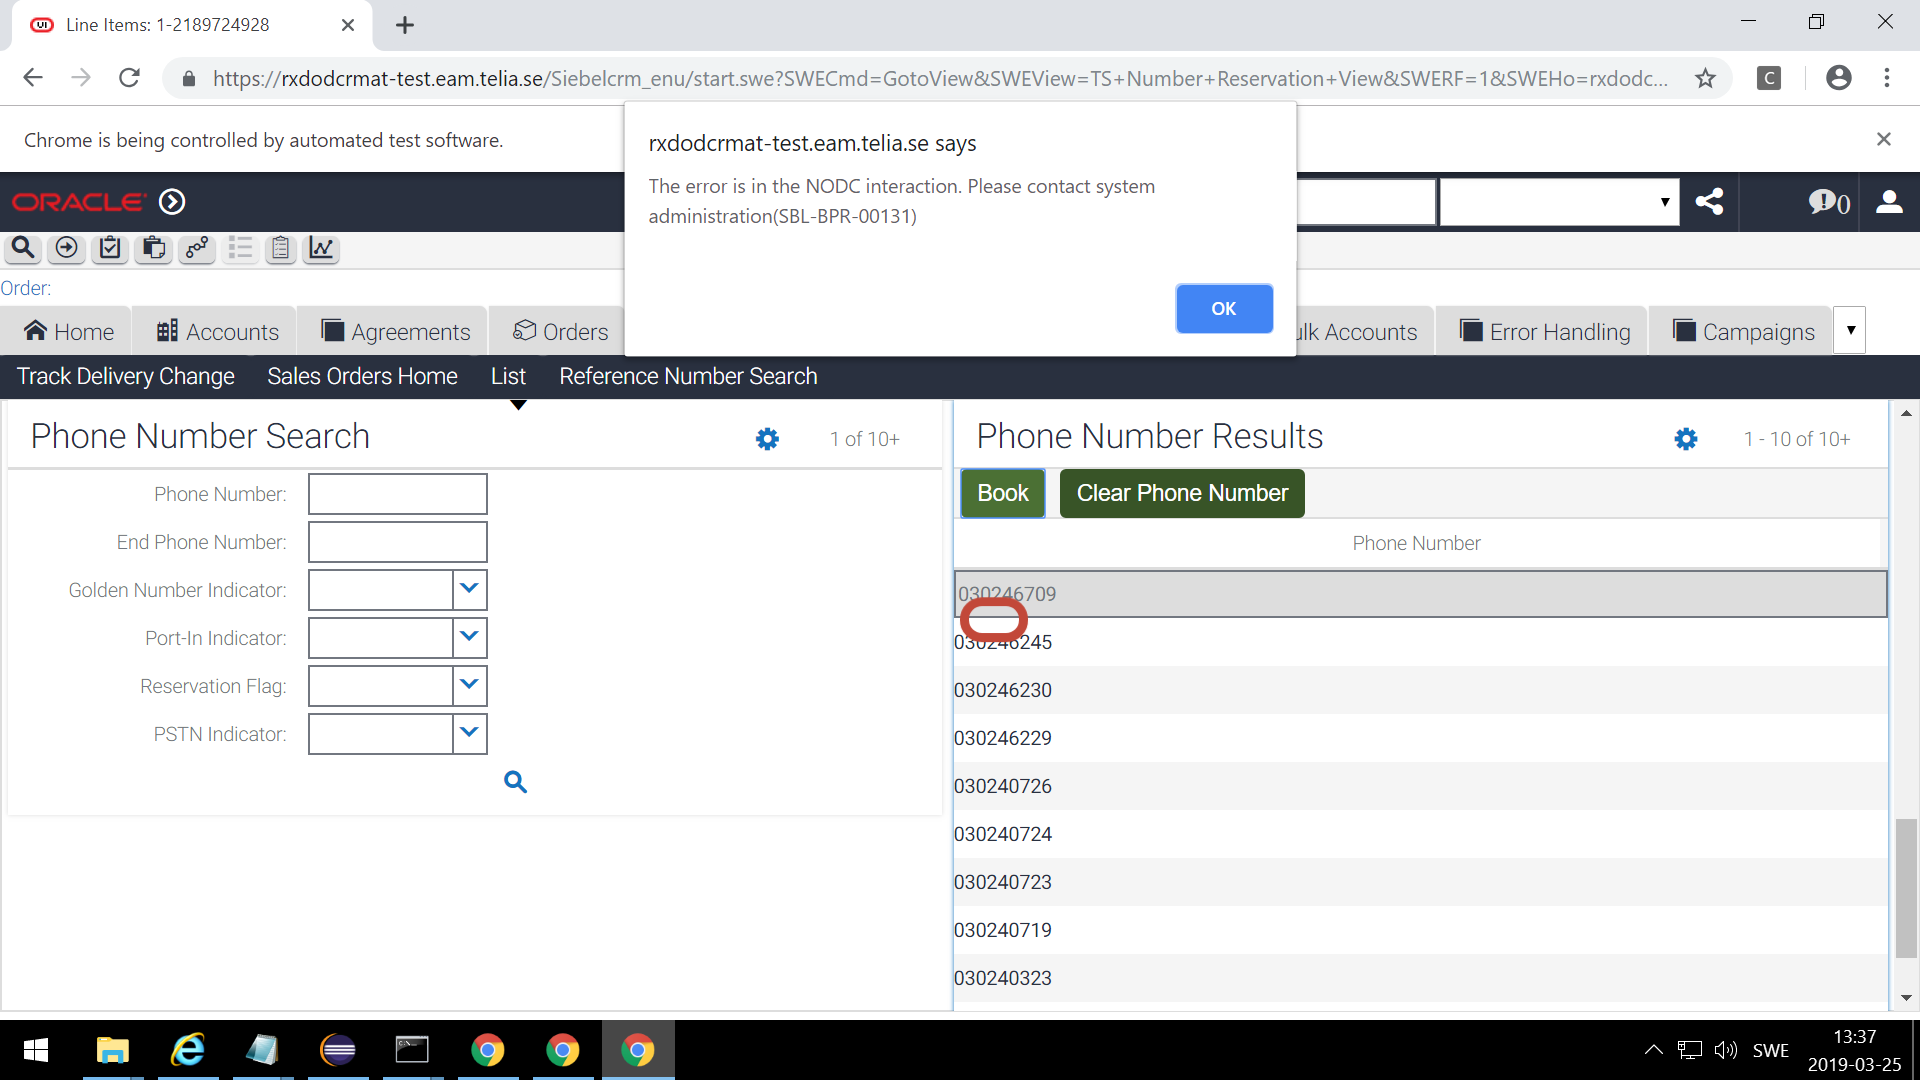 Line Items: 1-2189724928
https://rxdodcrmat-test.eam.telia.se/Siebelcrm_enu/start.swe?SWECmd=GotoView&SWEView=TS+Number+Reservation+View&SWERF=1&SWEHo=rxdodc...
C
Chrome is being controlled by automated test software.
rxdodcrmat-test.eam.telia.se says
The error is in the NODC interaction. Please contact system
administration(SBL-BPR-00131)
OK
ORACLE
0
Order:
Home
Accounts
Agreements
Orders
ulk Accounts
Error Handling
Campaigns
Track Delivery Change
Sales Orders Home
List
Reference Number Search
Phone Number Search
1 of 10+
Phone Number:
End Phone Number:
Golden Number Indicator:
Port-In Indicator:
Reservation Flag:
PSTN Indicator:
Phone Number Results
1 - 10 of 10+
Book
Clear Phone Number
Phone Number
030246709
030246245
030246230
030246229
030240726
030240724
030240723
030240719
030240323
SWE
13:37
2019-03-25